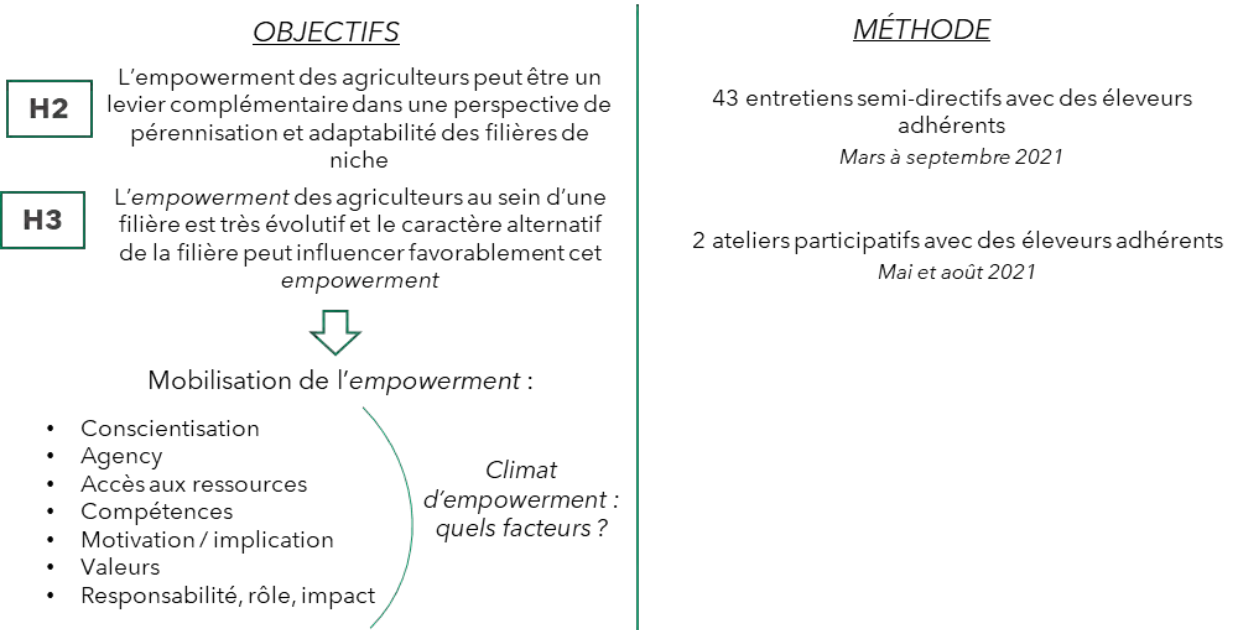 OBJECTIFS
H2
L'empowerment des agriculteurs peut être un
levier complémentaire dans une perspective de
pérennisation et adaptabilité des filières de
niche
H3
L'empowerment des agriculteurs au sein d'une
filière est très évolutif et le caractère alternatif
de la filière peut influencer favorablement cet
empowerment
Mobilisation de l'empowerment :
• Conscientisation
• Agency
• Accès aux ressources
• Compétences
• Motivation / implication
• Valeurs
• Responsabilité, rôle, impact
Climat
d'empowerment :
quels facteurs ?
MÉTHODE
43 entretiens semi-directifs avec des éleveurs
adhérents
Mars à septembre 2021
2 ateliers participatifs avec des éleveurs adhérents
Mai et août 2021